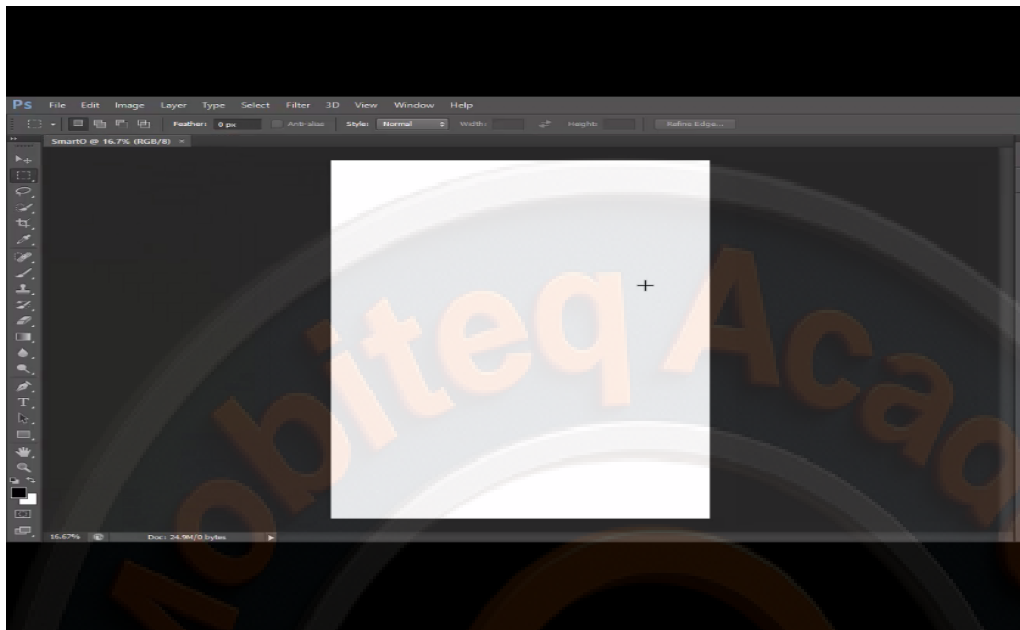 Ps File Edit Image Layer Type Select Filter 3D View Window Help
Feather: 0 px Anti-alias Style: Normal Width: Height: Refine Edge...
SmartO @ 16.7% (RGB/8) ×
Mobiteq Acad
T
16.67% Doc: 24.9M/0 bytes